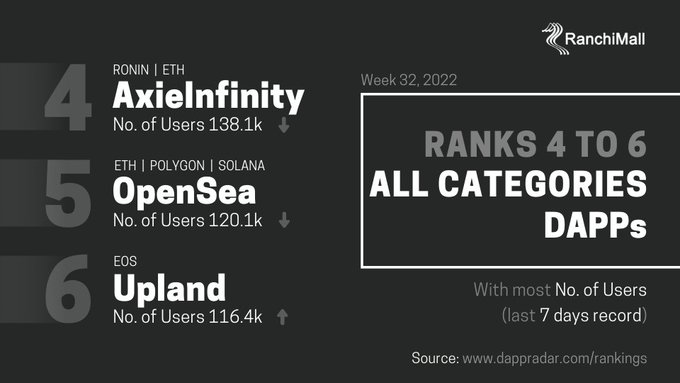 RanchiMall
4
RONIN | ETH
AxieInfinity
No. of Users 138.1k
5
ETH | POLYGON | SOLANA
OpenSea
No. of Users 120.1k
6
EOS
Upland
No. of Users 116.4k
Week 32, 2022
RANKS 4 TO 6
ALL CATEGORIES
DAPPs
With most No. of Users
(last 7 days record)
Source: www.dappradar.com/rankings